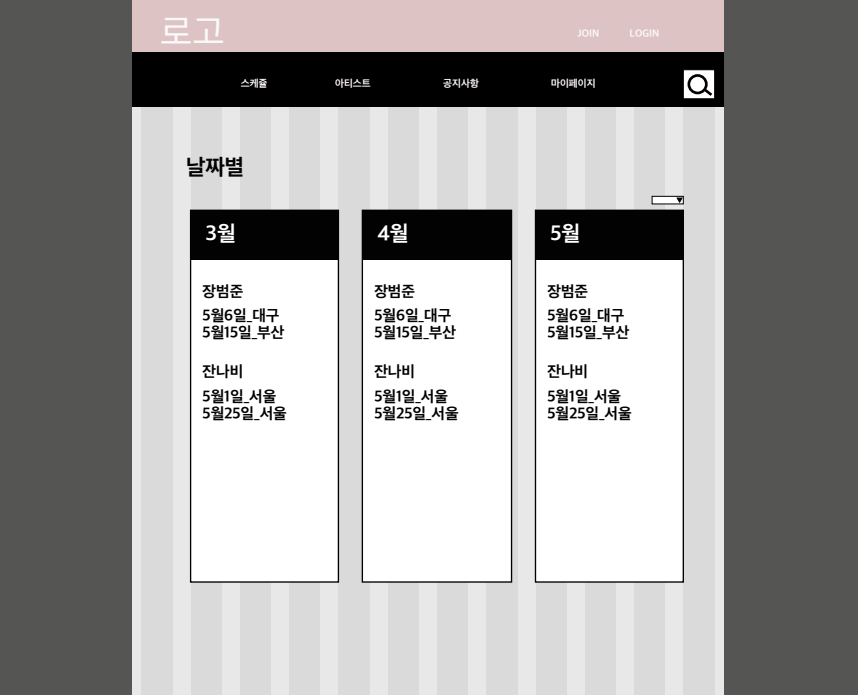 로고
JOIN LOGIN
스케쥴 아티스트 공지사항 마이페이지
날짜별
3월
장범준
5월6일_대구
5월15일_부산
잔나비
5월1일_서울
5월25일_서울
4월
장범준
5월6일_대구
5월15일_부산
잔나비
5월1일_서울
5월25일_서울
5월
장범준
5월6일_대구
5월15일_부산
잔나비
5월1일_서울
5월25일_서울